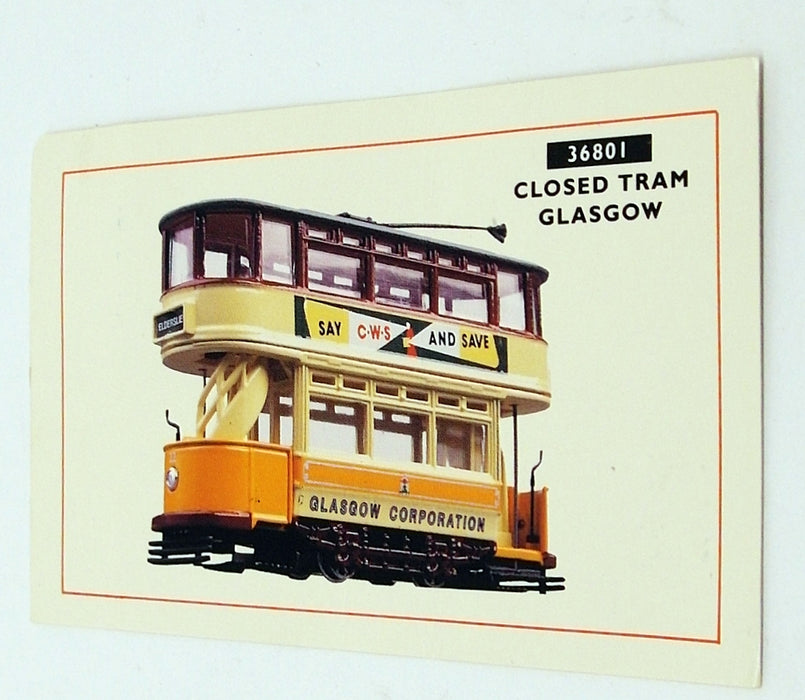 36801
CLOSED TRAM
GLASGOW
SAY C·W·S AND SAVE
ELDERSLIE
GLASGOW CORPORATION